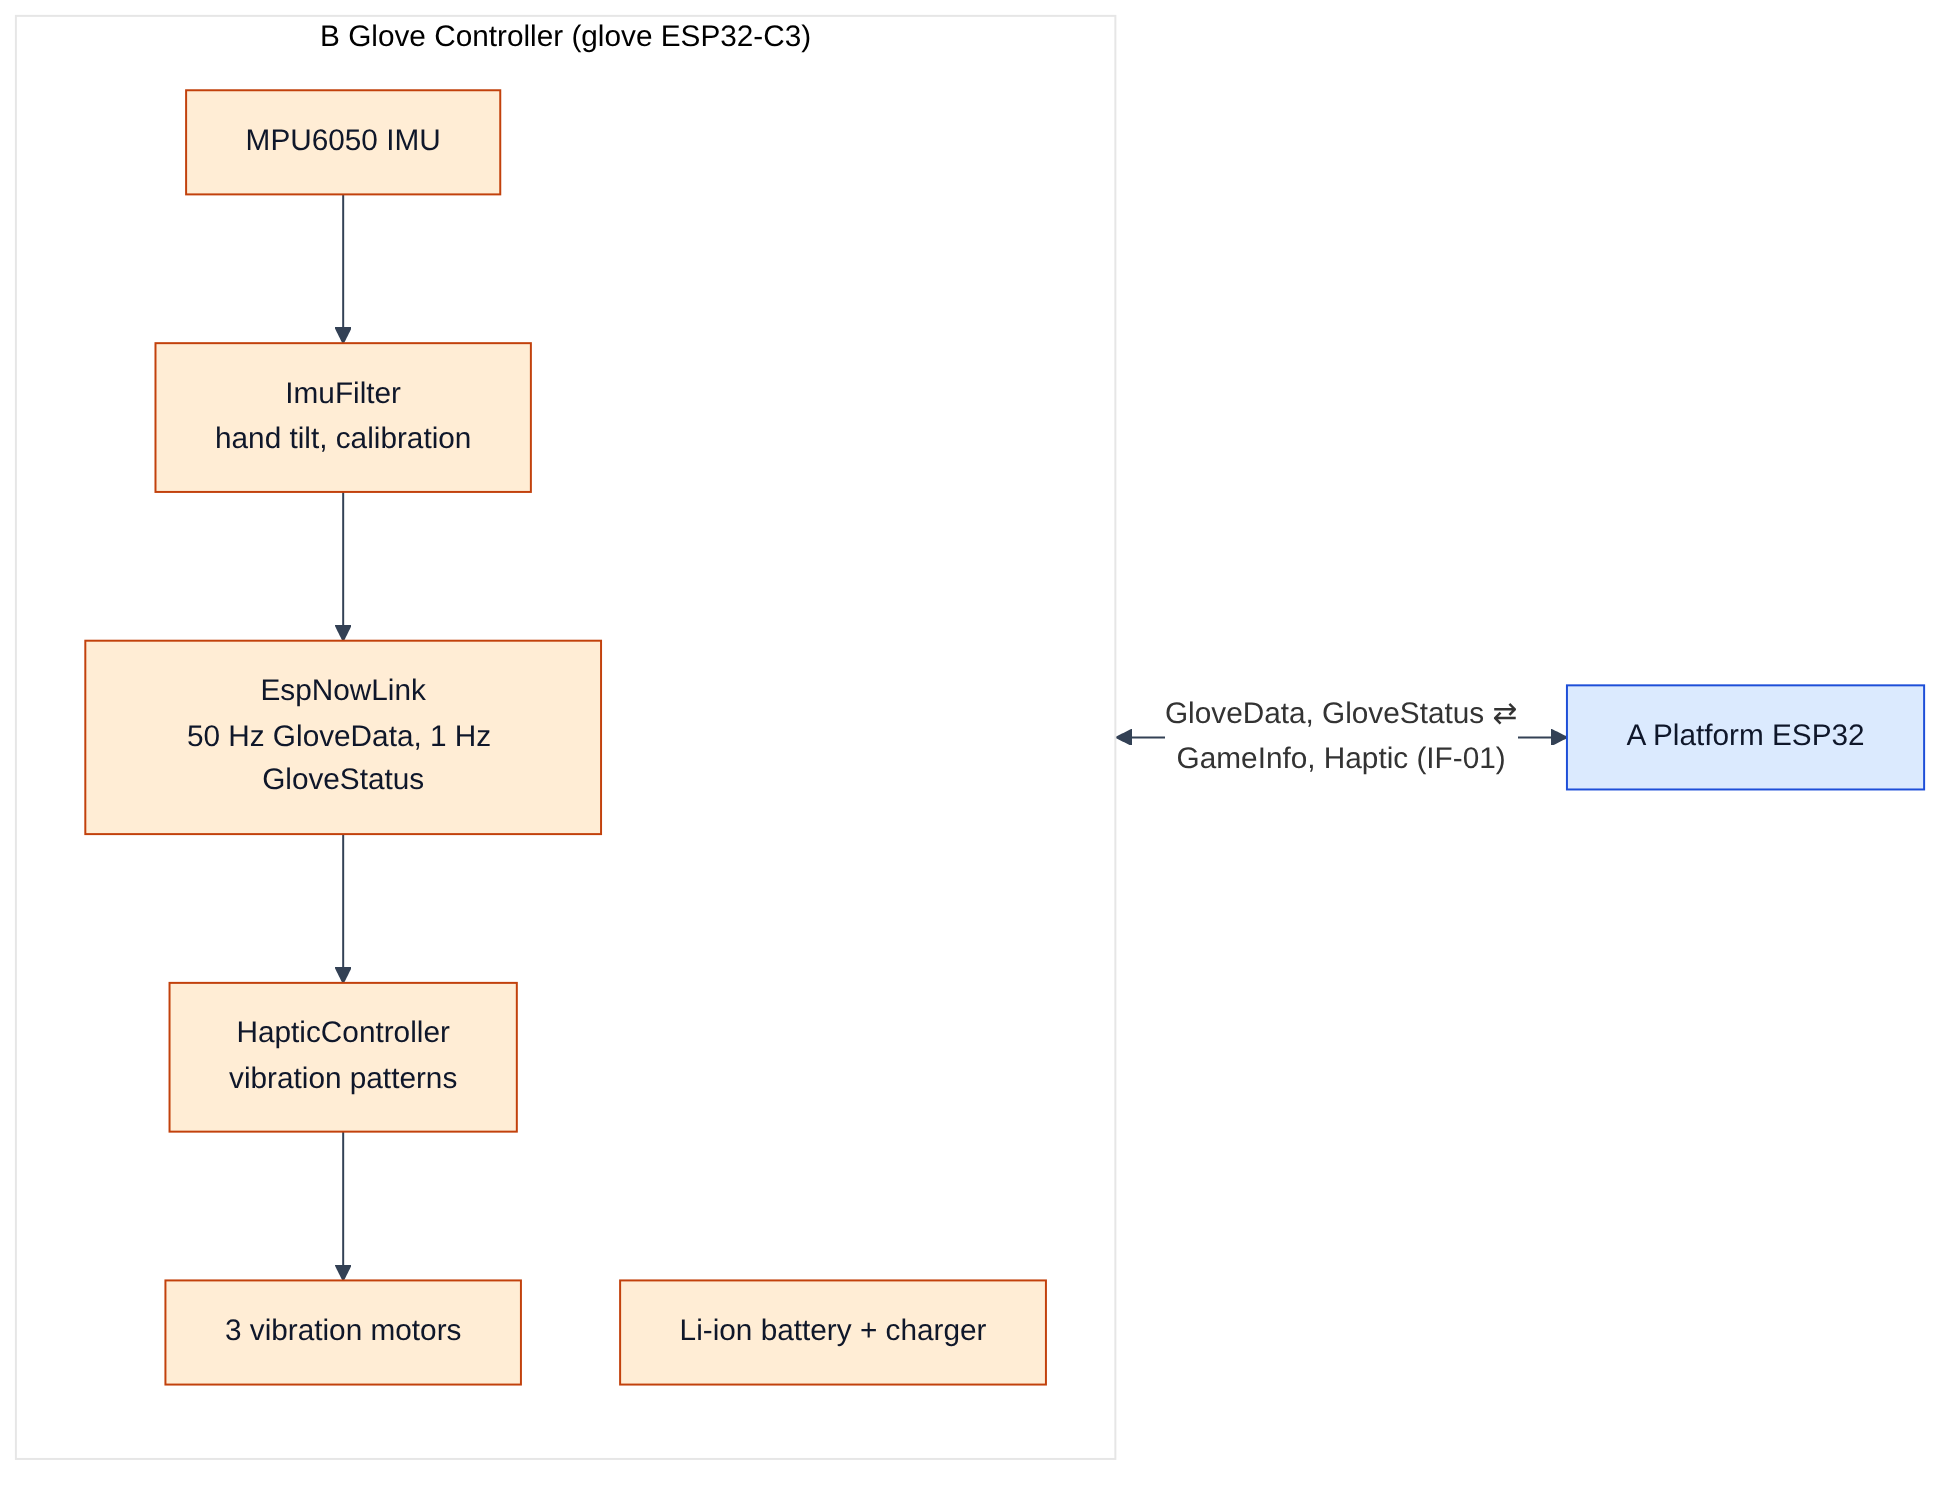 B Glove Controller (glove ESP32-C3)
MPU6050 IMU
ImuFilter
hand tilt, calibration
EspNowLink
50 Hz GloveData, 1 Hz
GloveStatus
GloveData, GloveStatus ⇄
GameInfo, Haptic (IF-01)
A Platform ESP32
HapticController
vibration patterns
3 vibration motors
Li-ion battery + charger